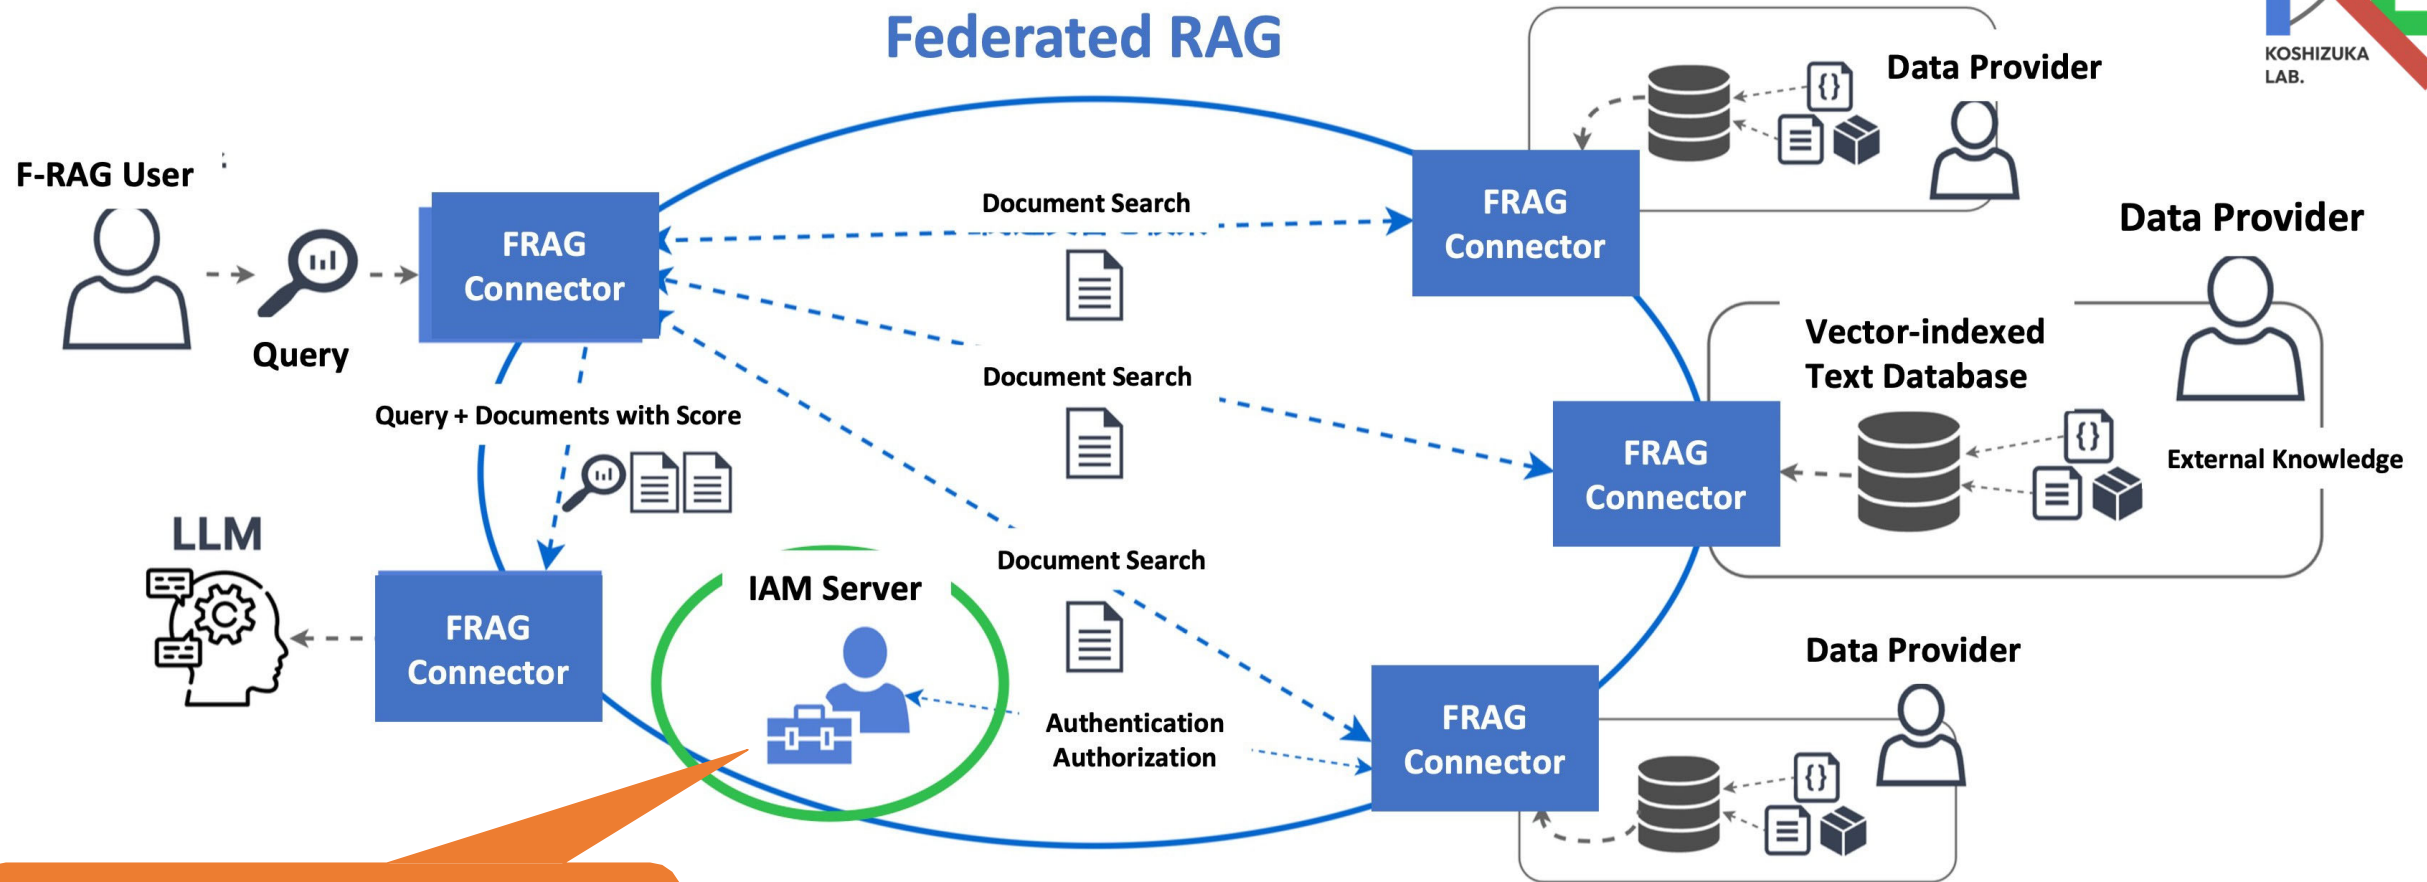 Federated RAG
KOSHIZUKA
LAB.
Data Provider
F-RAG User
FRAG
Connector
Query
Document Search
FRAG
Connector
Data Provider
Document Search
Vector-indexed
Text Database
FRAG
Connector
External Knowledge
Query + Documents with Score
LLM
FRAG
Connector
IAM Server
Document Search
Authentication
Authorization
FRAG
Connector
Data Provider